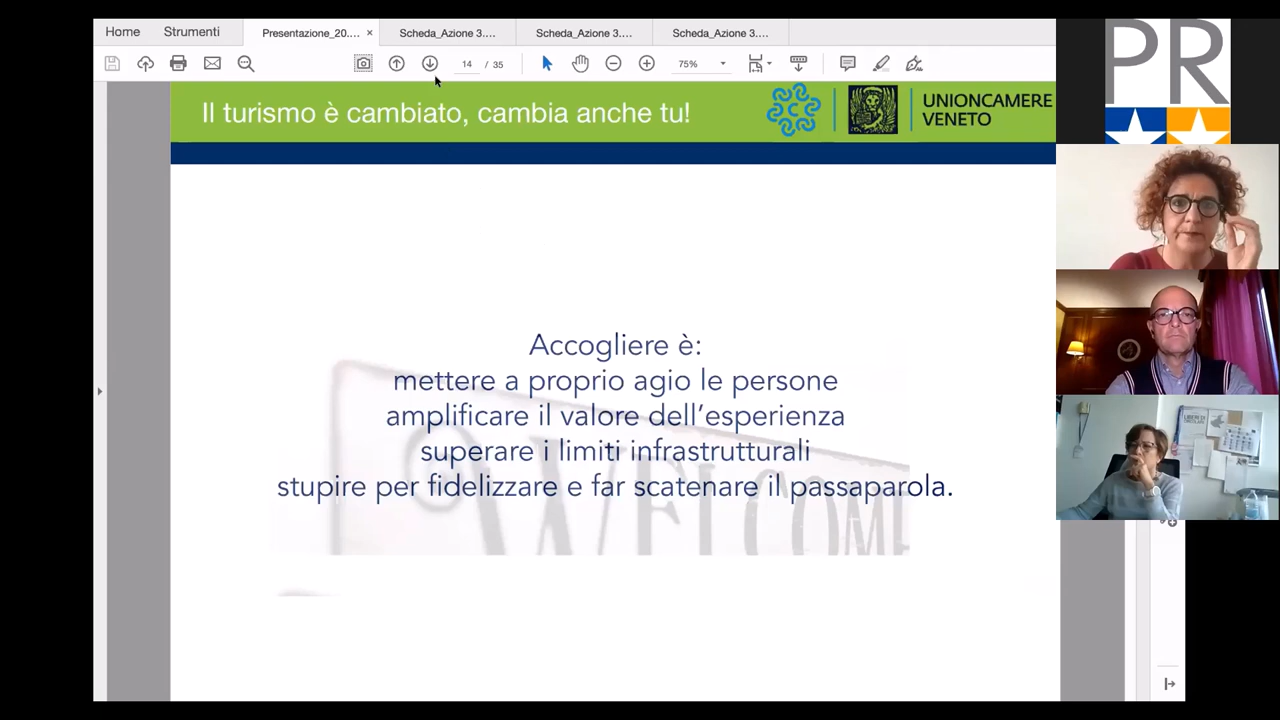 Home
Strumenti
Presentazione_20.... ×
Scheda_Azione 3....
Scheda_Azione 3....
Scheda_Azione 3....
14 / 35
75%
Il turismo è cambiato, cambia anche tu!
UNIONCAMERE
VENETO
Accogliere è:
mettere a proprio agio le persone
amplificare il valore dell’esperienza
superare i limiti infrastrutturali
stupire per fidelizzare e far scatenare il passaparola.
WELCOME
PR